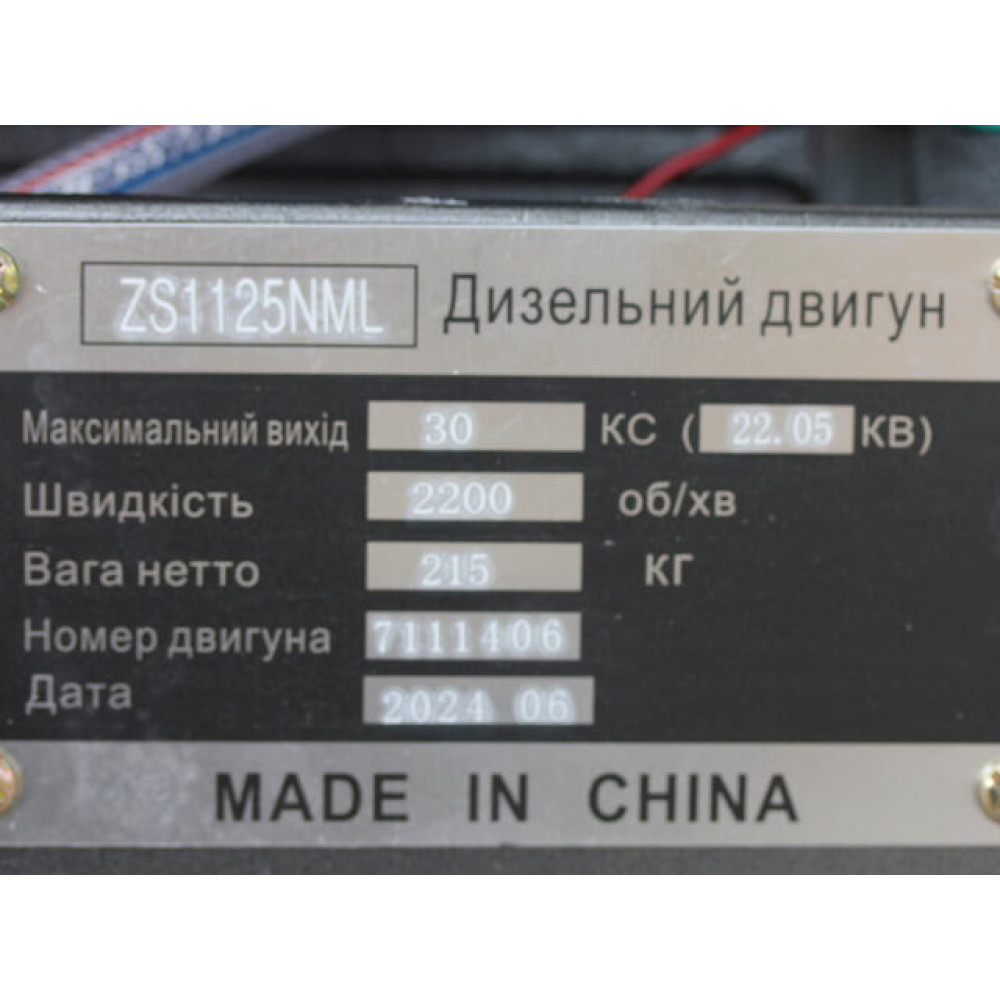 ZS1125NML Дизельний двигун
Максимальний вихід 30 КС (22.05 КВ)
Швидкість 2200 об/хв
Вага нетто 215 КГ
Номер двигуна 7111406
Дата 2024 06
MADE IN CHINA